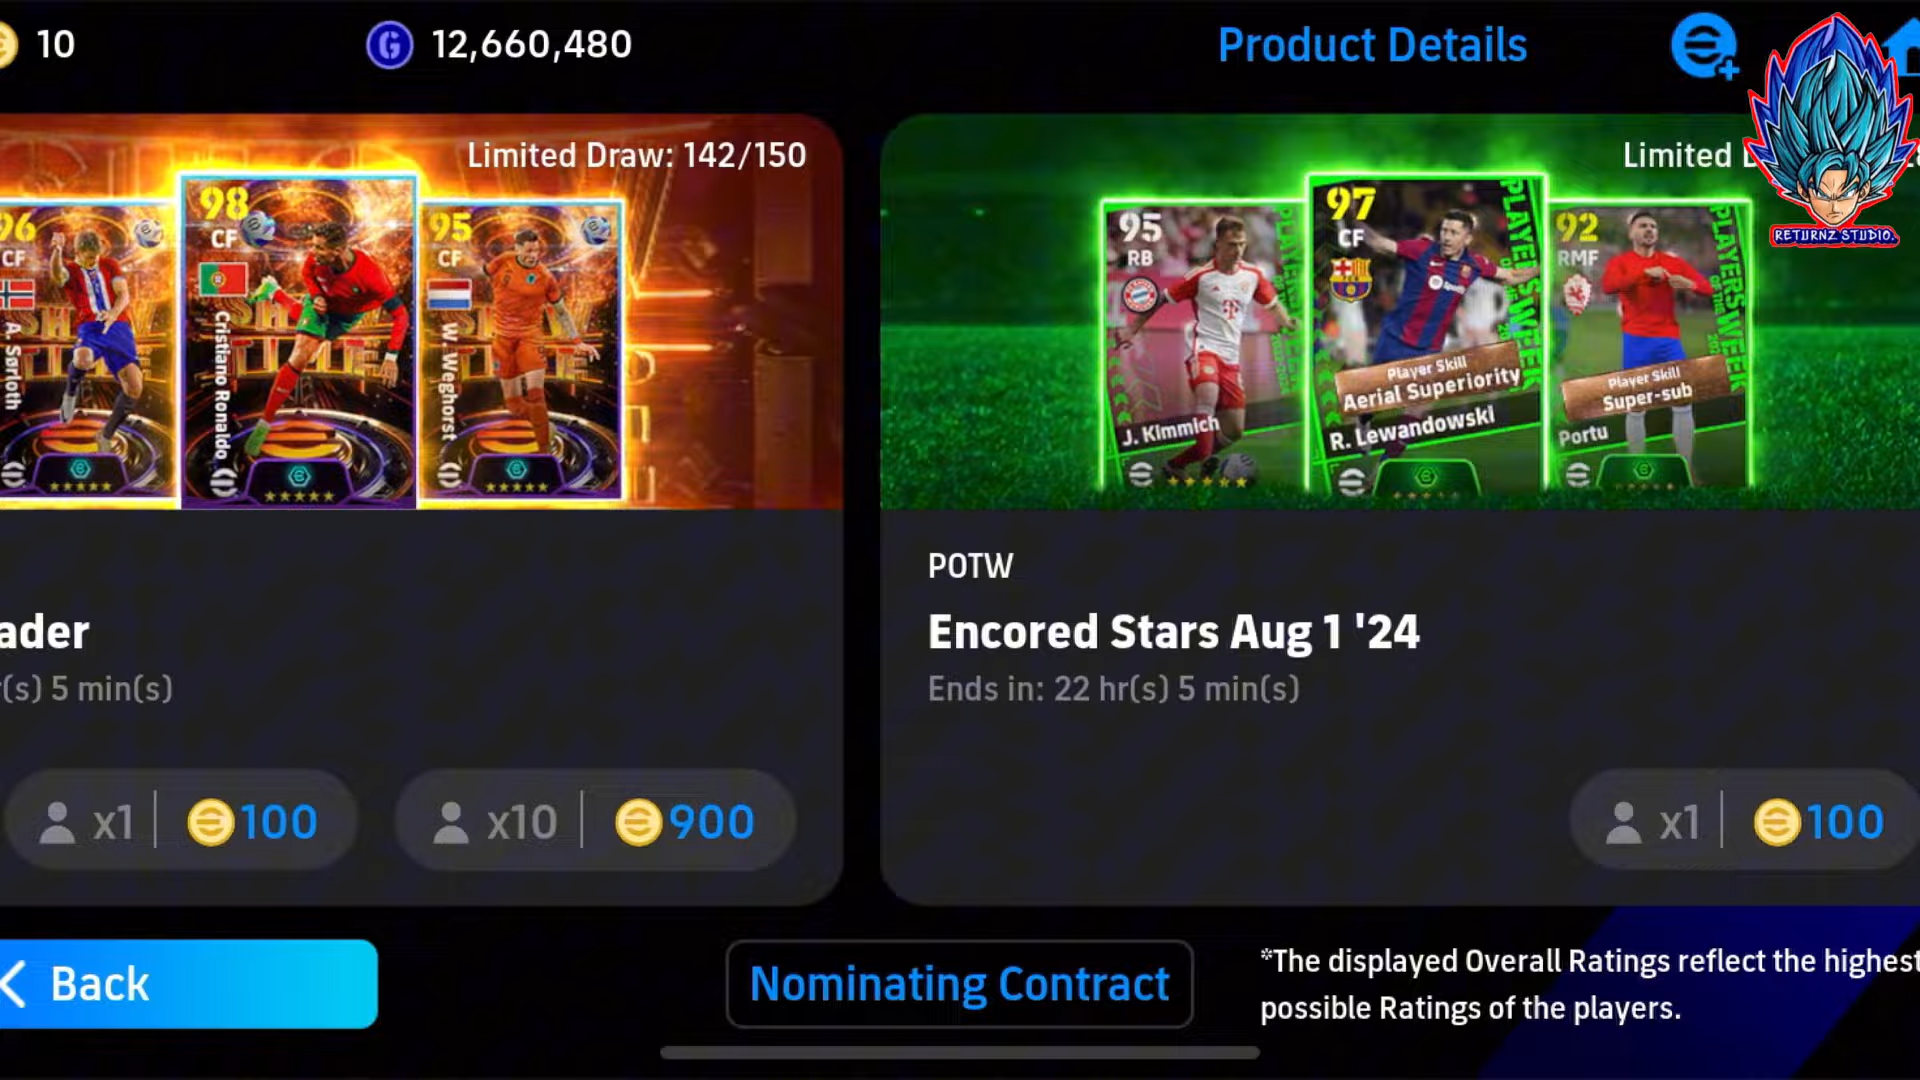 10
12,660,480
Product Details
Limited Draw: 142/150
96
CF
A. Sørloth
98
CF
Cristiano Ronaldo
95
CF
W. Weghorst
ader
(s) 5 min(s)
x1
100
x10
900
Limited
95
RB
J. Kimmich
97
CF
PLAYERS OF THE WEEK
Player Skill
Aerial Superiority
R. Lewandowski
92
RMF
PLAYERS OF THE WEEK
Player Skill
Super-sub
Portu
RETURNZ STUDIO.
POTW
Encored Stars Aug 1 '24
Ends in: 22 hr(s) 5 min(s)
x1
100
Back
Nominating Contract
*The displayed Overall Ratings reflect the highest
possible Ratings of the players.